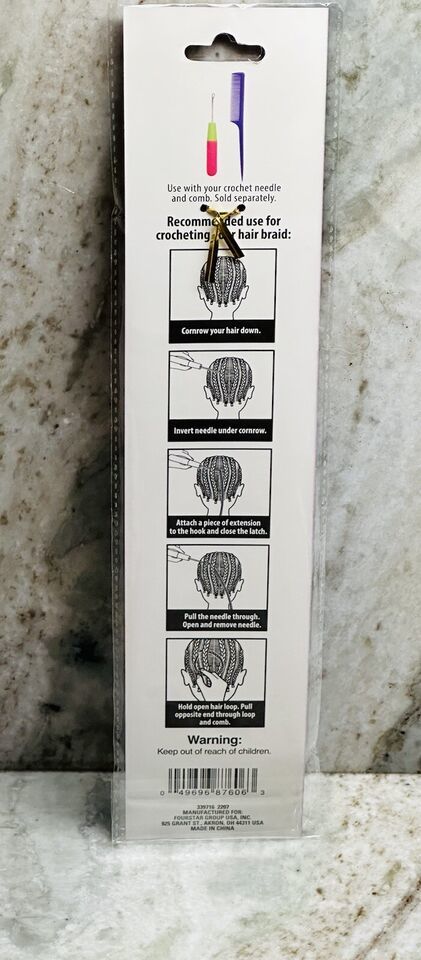 Use with your crochet needle
and comb. Sold separately.
Recommended use for
crocheting your hair braid:
Cornrow your hair down.
Invert needle under cornrow.
Attach a piece of extension
to the hook and close the latch.
Pull the needle through.
Open and remove needle.
Hold open hair loop. Pull
opposite end through loop
and comb.
Warning:
Keep out of reach of children.
0 49696 87606 3
339716 2207
MANUFACTURED FOR:
FOURSTAR GROUP USA, INC.
925 GRANT ST., AKRON, OH 44311 USA
MADE IN CHINA